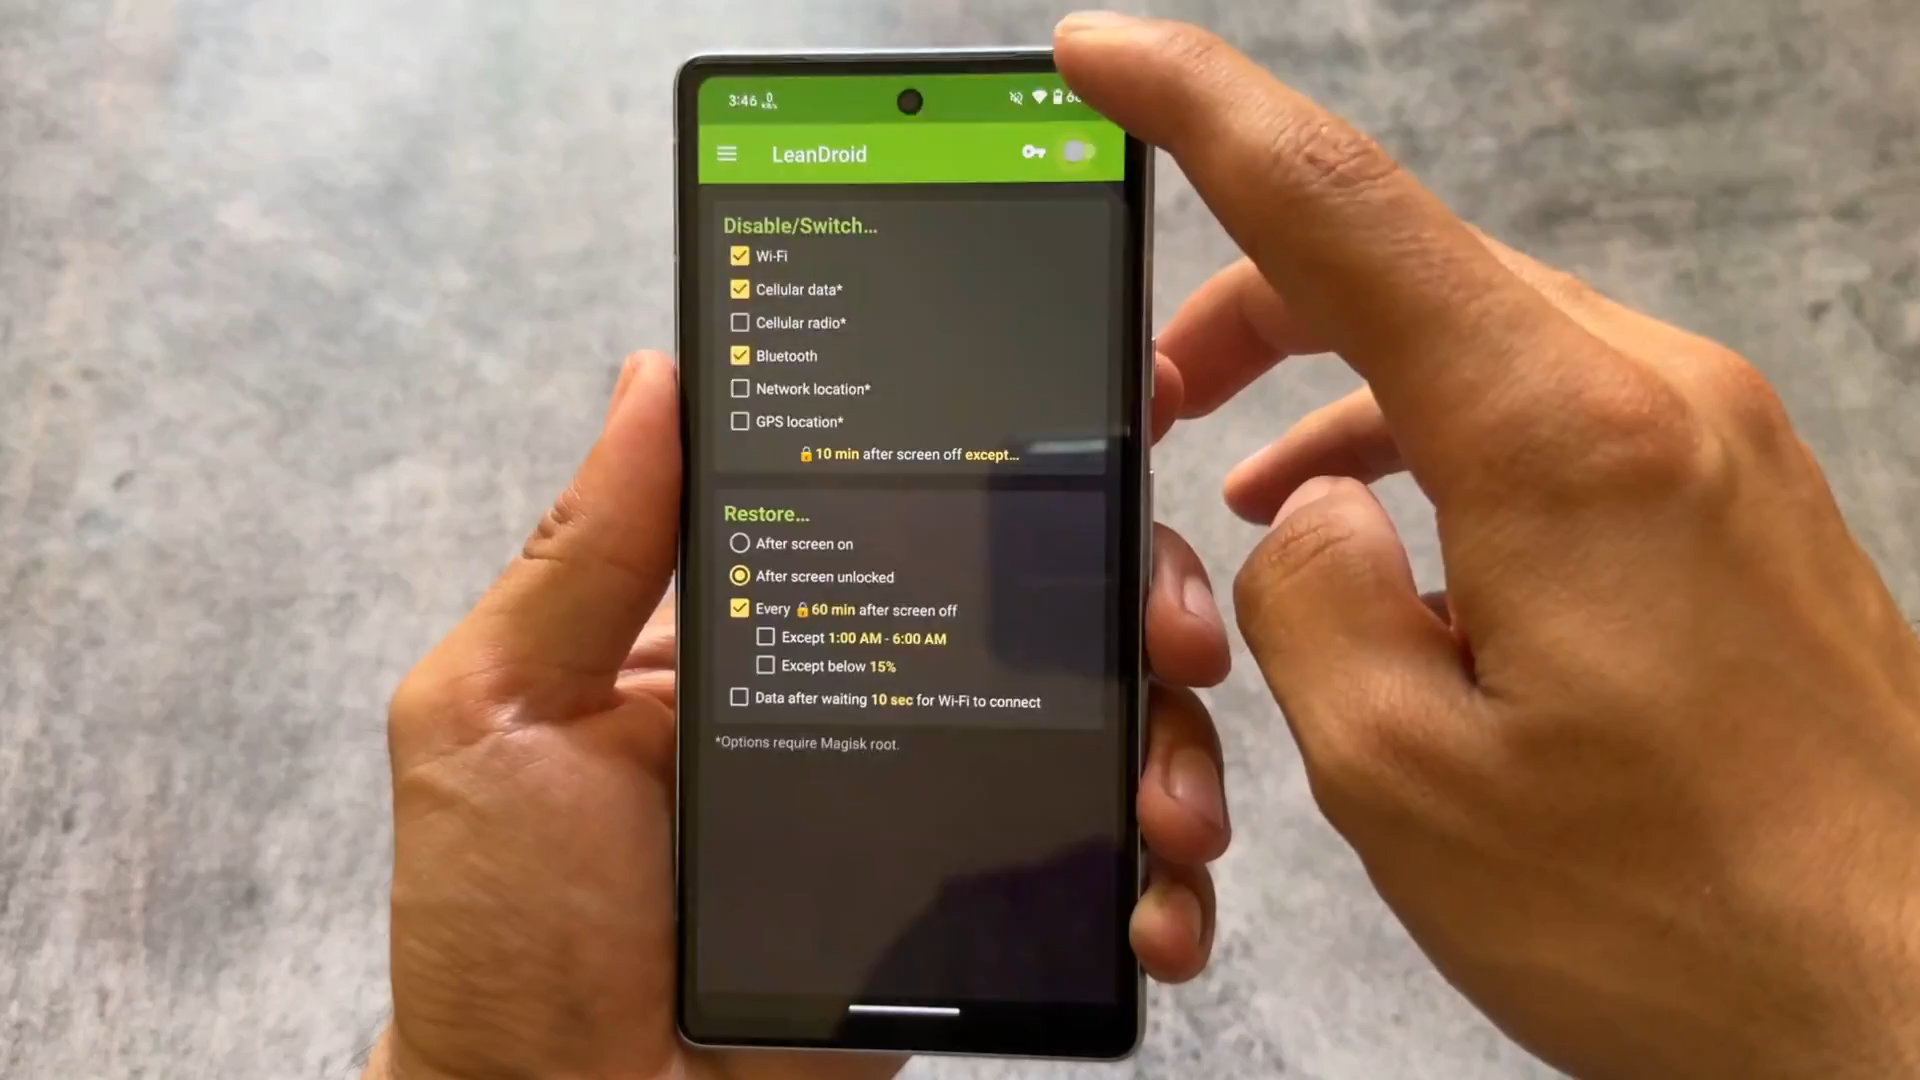 3:46 0 KB/s
LeanDroid
Disable/Switch...
Wi-Fi
Cellular data*
Cellular radio*
Bluetooth
Network location*
GPS location*
10 min after screen off except...
Restore...
After screen on
After screen unlocked
Every 60 min after screen off
Except 1:00 AM - 6:00 AM
Except below 15%
Data after waiting 10 sec for Wi-Fi to connect
*Options require Magisk root.